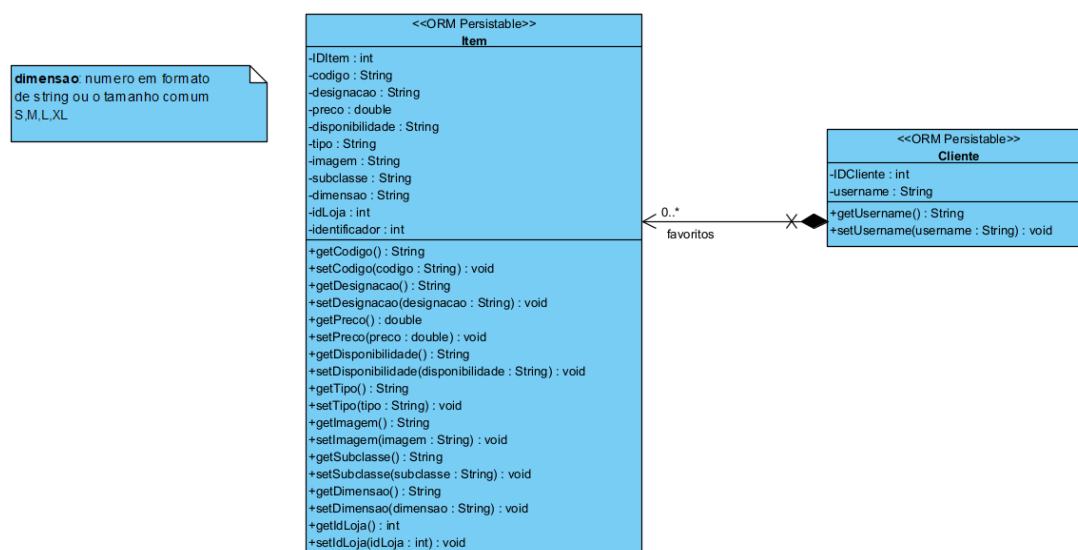 <<ORM Persistable>>
Item
-IDItem : int
-codigo : String
-designacao : String
-preco : double
-disponibilidade : String
-tipo : String
-imagem : String
-subclasse : String
-dimensao : String
-idLoja : int
-identificador : int
+getCodigo() : String
+setCodigo(codigo : String) : void
+getDesignacao() : String
+setDesignacao(designacao : String) : void
+getPreco() : double
+setPreco(preco : double) : void
+getDisponibilidade() : String
+setDisponibilidade(disponibilidade : String) : void
+getTipo() : String
+setTipo(tipo : String) : void
+getImagem() : String
+setImagem(imagem : String) : void
+getSubclasse() : String
+setSubclasse(subclasse : String) : void
+getDimensao() : String
+setDimensao(dimensao : String) : void
+getIdLoja() : int
+setIdLoja(idLoja : int) : void
dimensao: numero em formato
de string ou o tamanho comum
S,M,L,XL
0..*
favoritos
<<ORM Persistable>>
Cliente
-IDCliente : int
-username : String
+getUsername() : String
+setUsername(username : String) : void